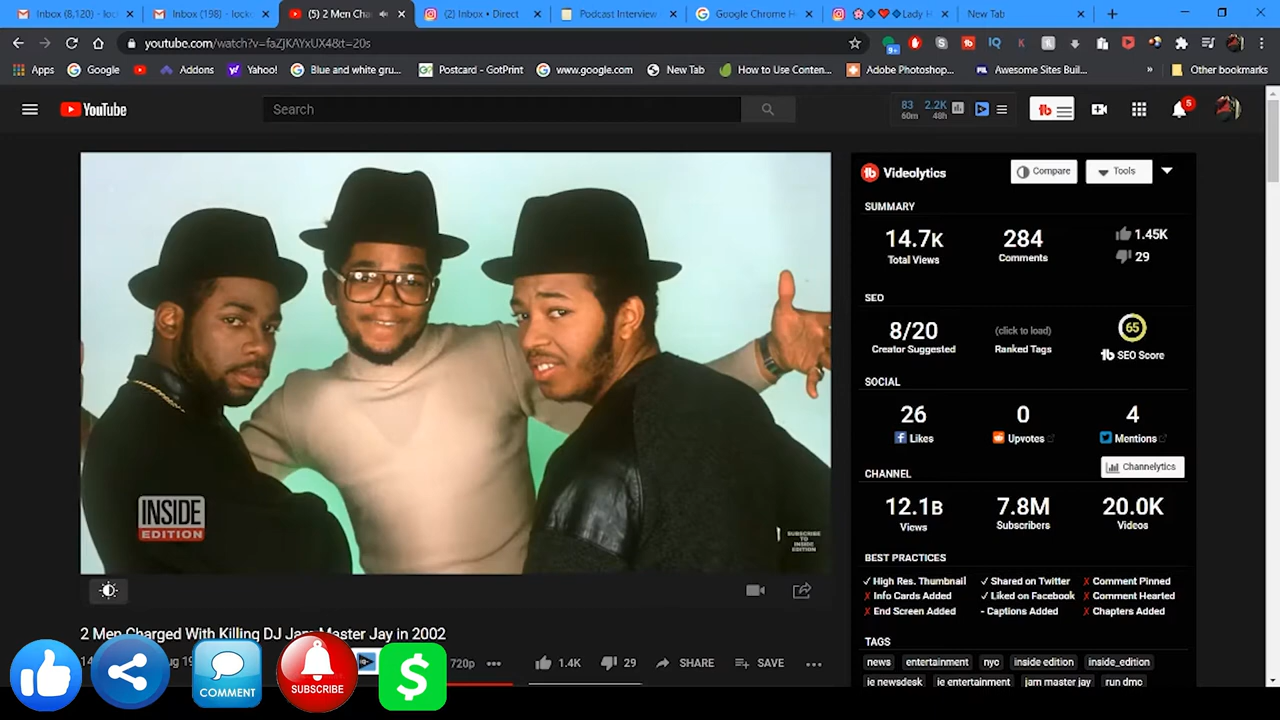 Inbox (8,120) - loc
Inbox (198) - lock
(5) 2 Men Cha
(2) Inbox • Direct
Podcast Interview
Google Chrome H
Lady H
New Tab
youtube.com/watch?v=faZjKAYxUX4&t=20s
9+
Apps
Google
Addons
Yahoo!
Blue and white gru...
Postcard - GotPrint
www.google.com
New Tab
How to Use Conten...
Adobe Photoshop...
Awesome Sites Buil...
»
Other bookmarks
YouTube
Search
83 2.2K
60m 48h
5
INSIDE
EDITION
SUBSCRIBE
TO
INSIDE
EDITION
Videolytics
Compare
Tools
SUMMARY
14.7K 284 1.45K
Total Views Comments 29
SEO
8/20 (click to load) 65
Creator Suggested Ranked Tags SEO Score
SOCIAL
26 0 4
Likes Upvotes Mentions
CHANNEL
Channelytics
12.1B 7.8M 20.0K
Views Subscribers Videos
BEST PRACTICES
✓ High Res. Thumbnail ✓ Shared on Twitter ✗ Comment Pinned
✗ Info Cards Added ✓ Liked on Facebook ✗ Comment Hearted
✗ End Screen Added - Captions Added ✗ Chapters Added
TAGS
news entertainment nyc inside edition inside_edition
ie newsdesk ie entertainment jam master jay run dmc
2 Men Charged With Killing DJ Jam Master Jay in 2002
720p ••• 1.4K 29 SHARE SAVE •••
COMMENT
SUBSCRIBE
$